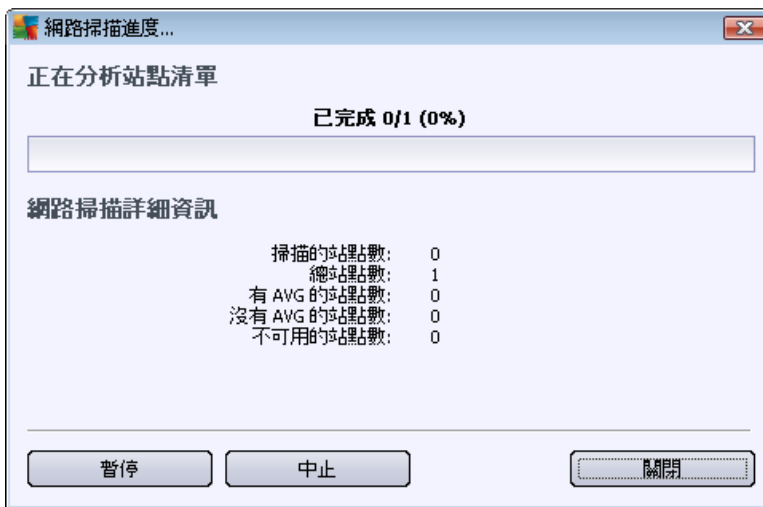 網路掃描進度...
正在分析站點清單
已完成 0/1 (0%)
網路掃描詳細資訊
掃描的站點數: 0
總站點數: 1
有 AVG 的站點數: 0
沒有 AVG 的站點數: 0
不可用的站點數: 0
暫停 中止 關閉